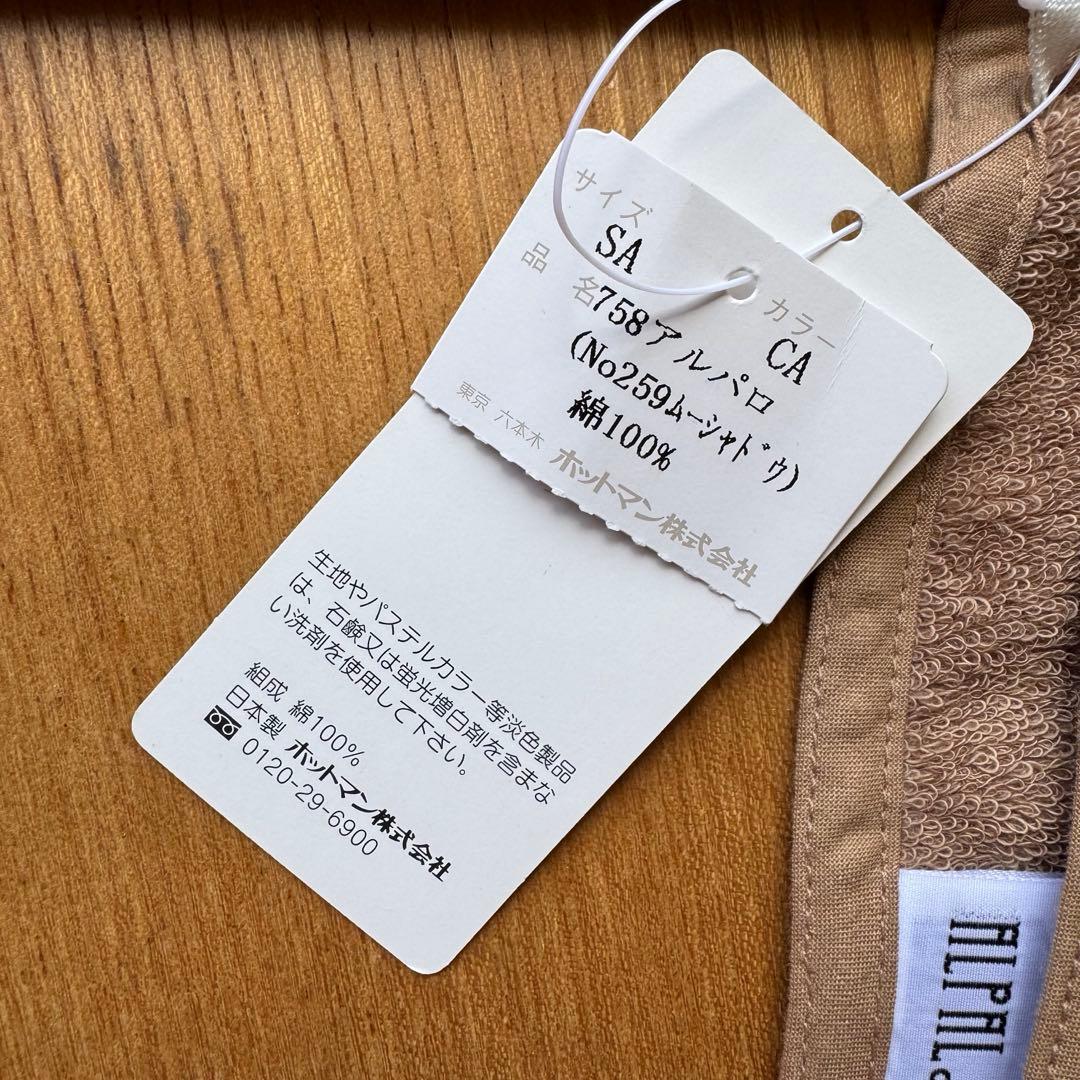 サイズ
SA
カラー
CA
品名 758アルパロ
(No259ムーシャドウ)
綿100%
東京 六本木 ホットマン株式会社
生地やパステルカラー等淡色製品
は、石鹸又は蛍光増白剤を含まな
い洗剤を使用して下さい。
組成 綿100%
日本製 ホットマン株式会社
0120-29-6900
ALPAL